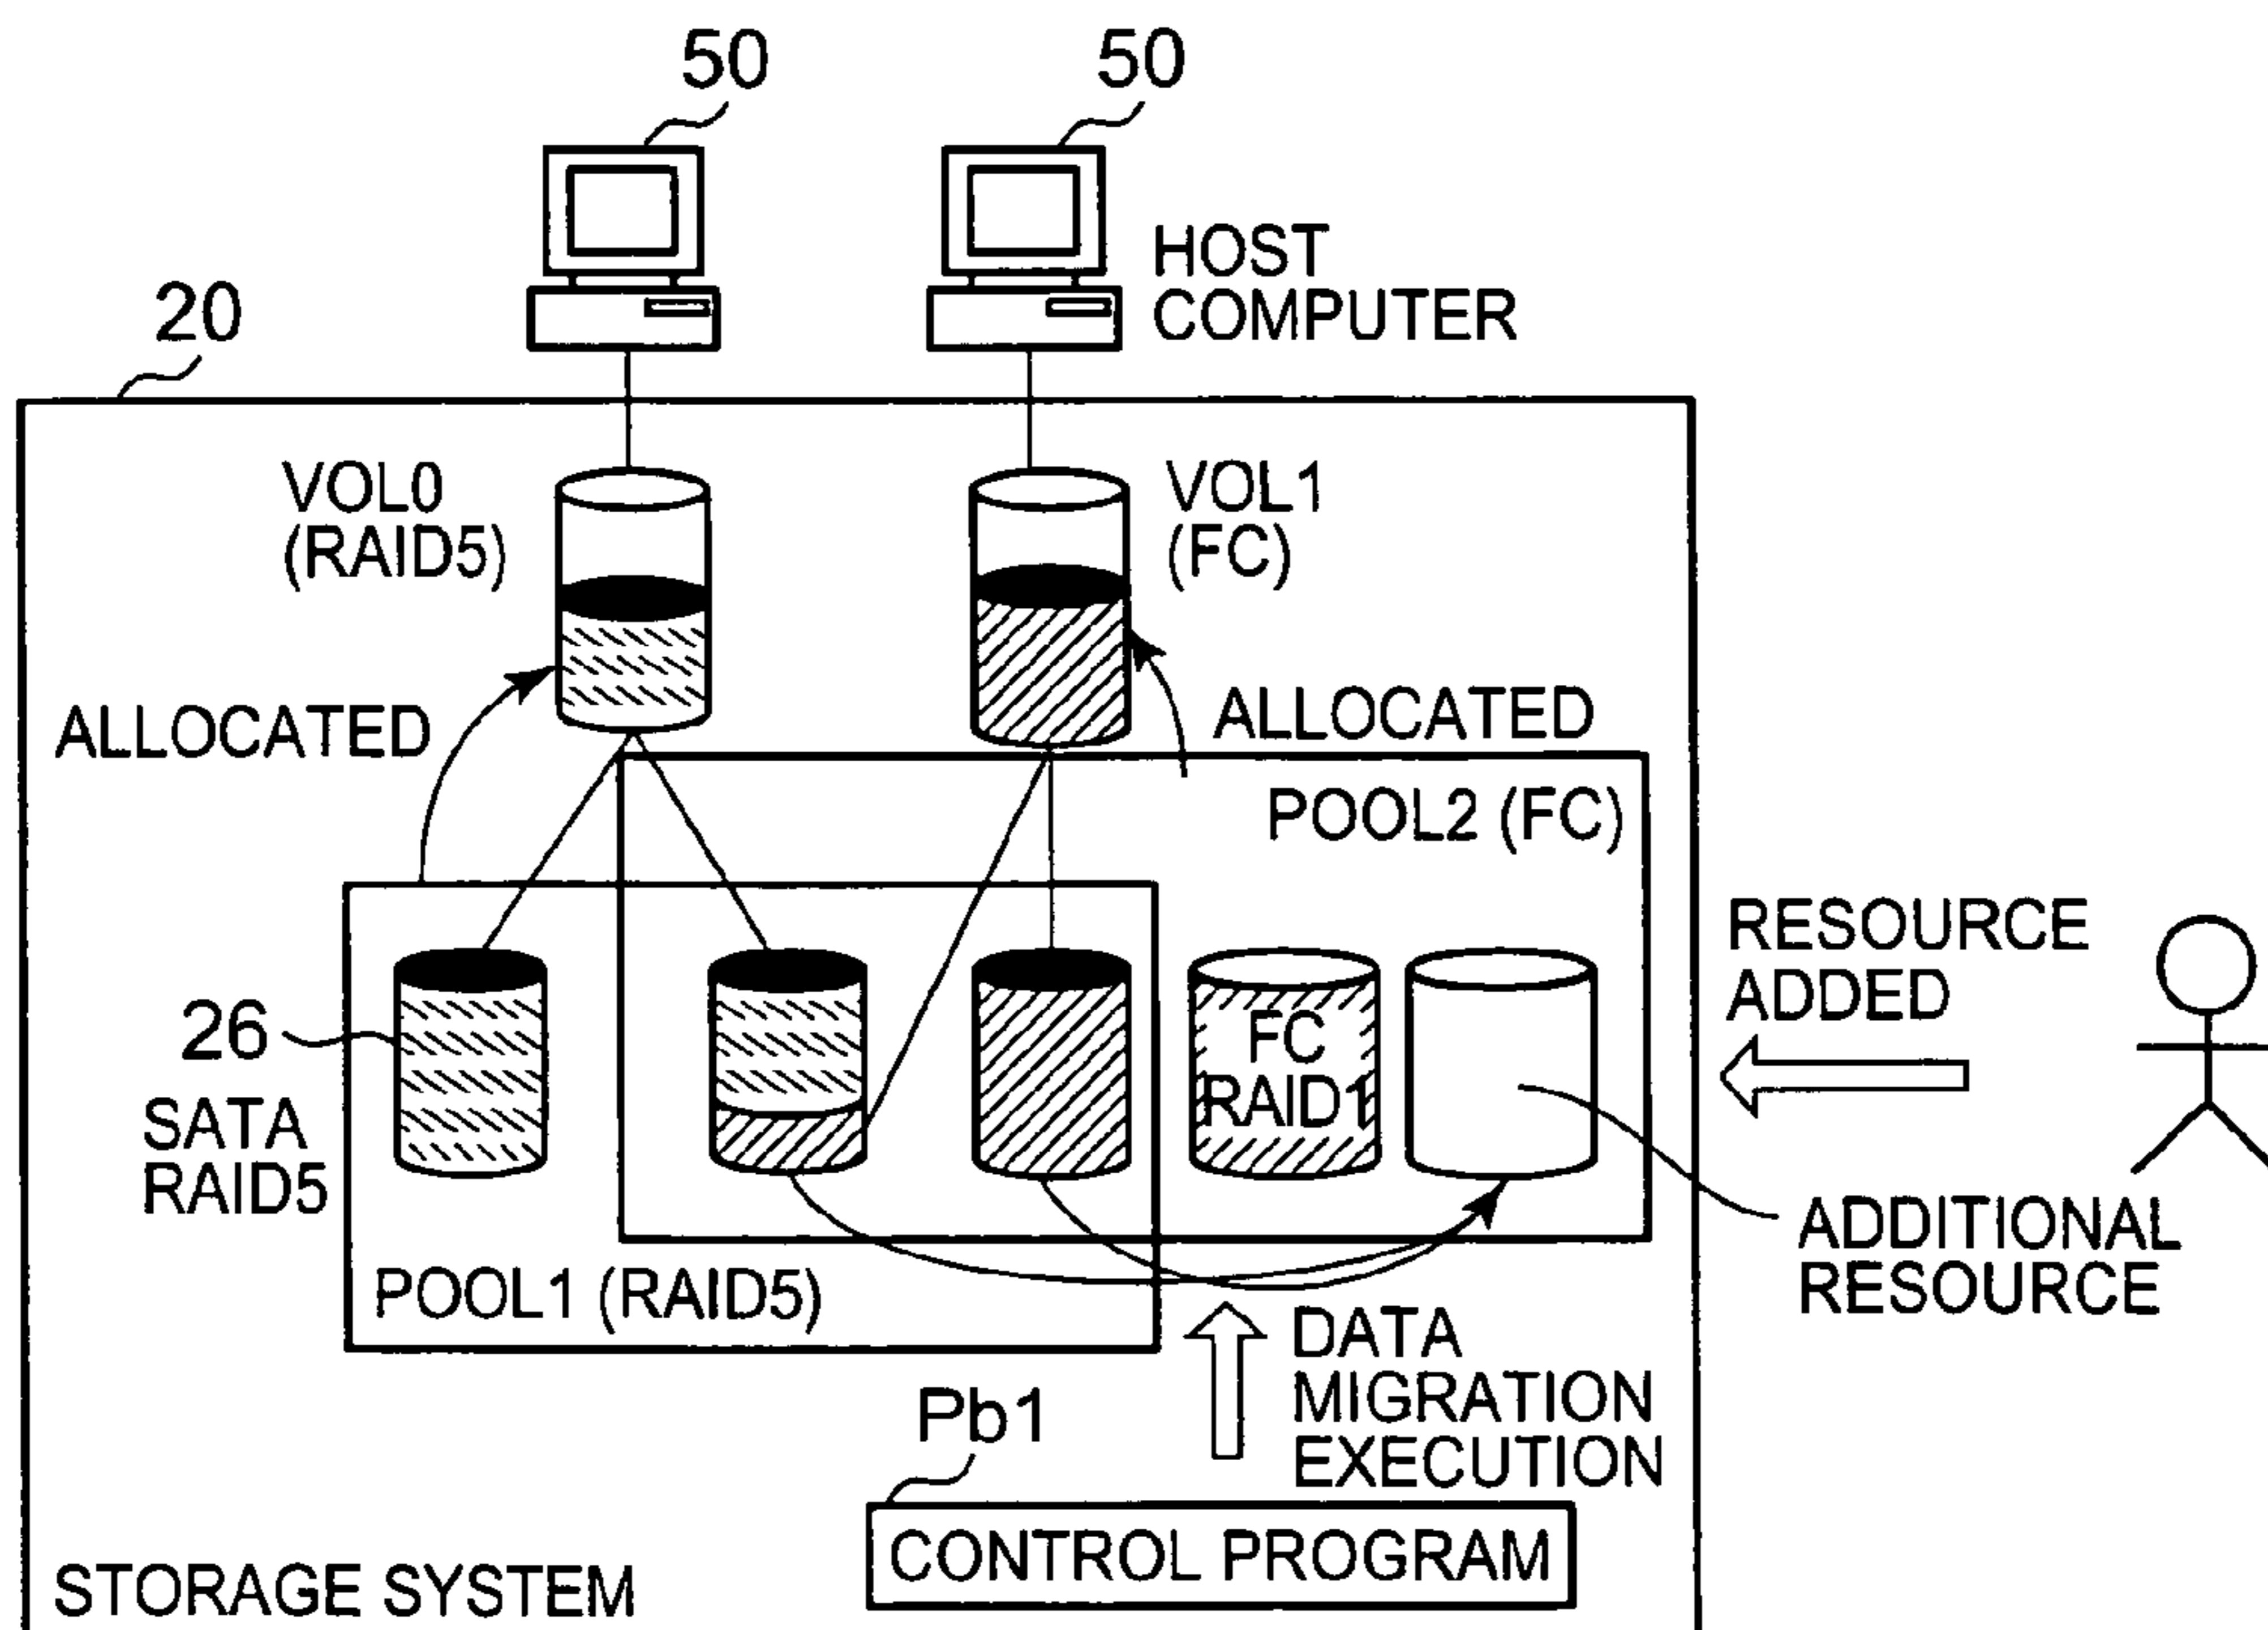 50
50
HOST
COMPUTER
20
VOL0
(RAID5)
VOL1
(FC)
ALLOCATED
ALLOCATED
POOL2 (FC)
RESOURCE
ADDED
26
SATA
RAID5
FC
RAID1
ADDITIONAL
RESOURCE
POOL1 (RAID5)
DATA
MIGRATION
EXECUTION
Pb1
CONTROL PROGRAM
STORAGE SYSTEM